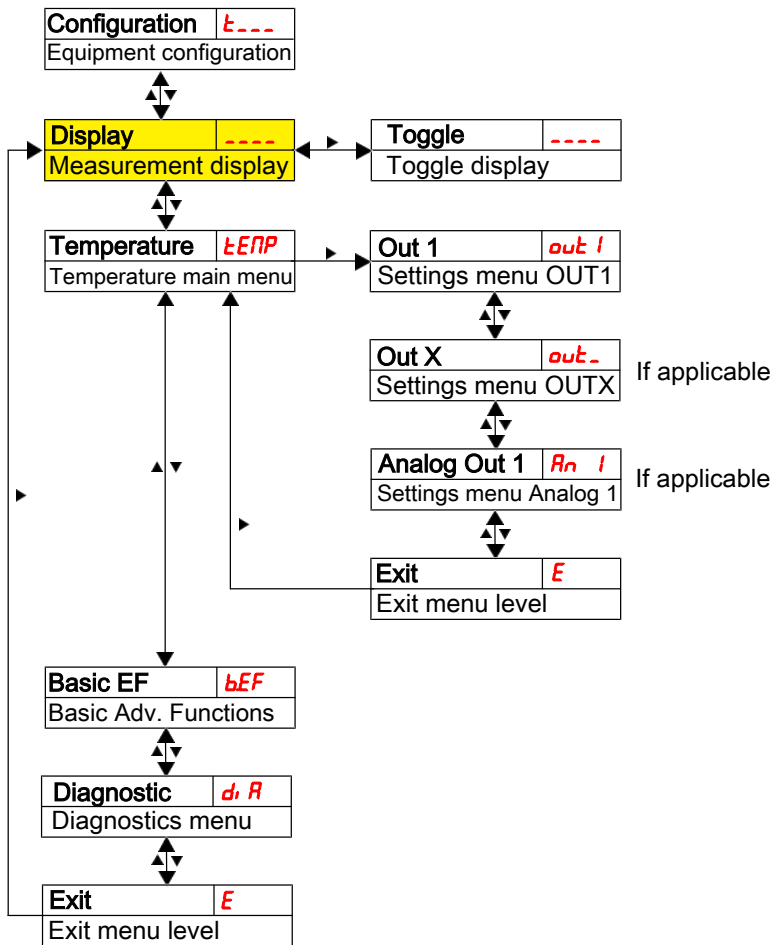 Configuration t___
Equipment configuration
Display ----
Measurement display
Toggle ----
Toggle display
Temperature tEMP
Temperature main menu
Out 1 out 1
Settings menu OUT1
Out X out_
Settings menu OUTX
If applicable
Analog Out 1 An 1
Settings menu Analog 1
If applicable
Exit E
Exit menu level
Basic EF b.EF
Basic Adv. Functions
Diagnostic diA
Diagnostics menu
Exit E
Exit menu level